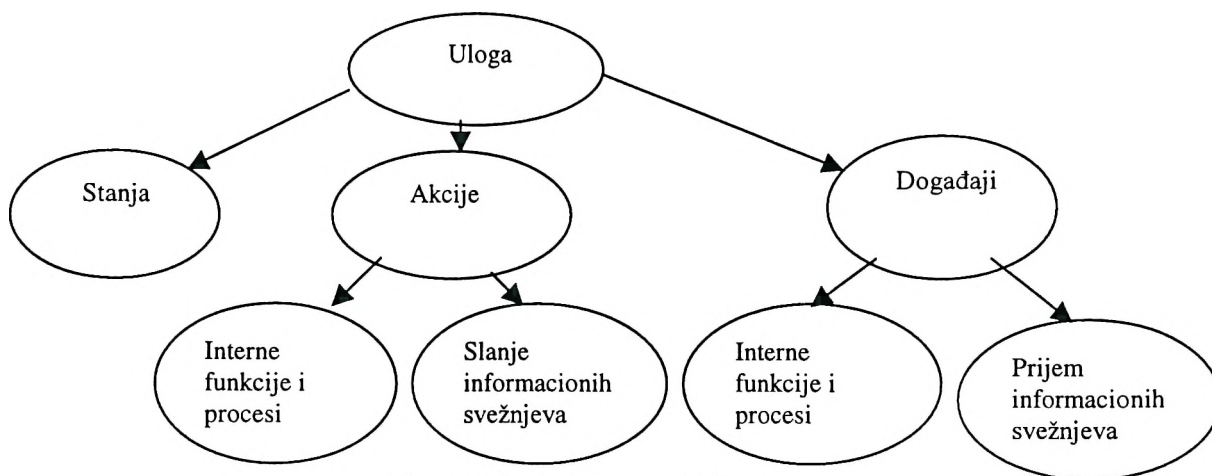 Uloga
Stanja
Akcije
Događaji
Interne
funkcije i
procesi
Slanje
informacionih
svežnjeva
Interne
funkcije i
procesi
Prijem
informacionih
svežnjeva